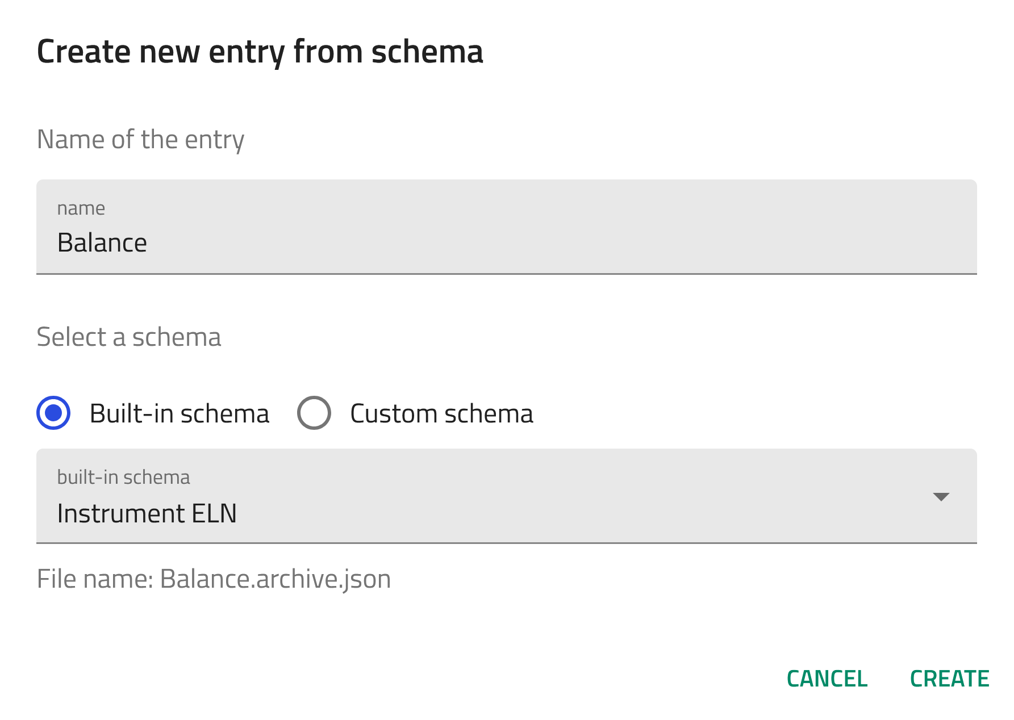 Create new entry from schema
Name of the entry
name
Balance
Select a schema
Built-in schema Custom schema
built-in schema
Instrument ELN
File name: Balance.archive.json
CANCEL CREATE